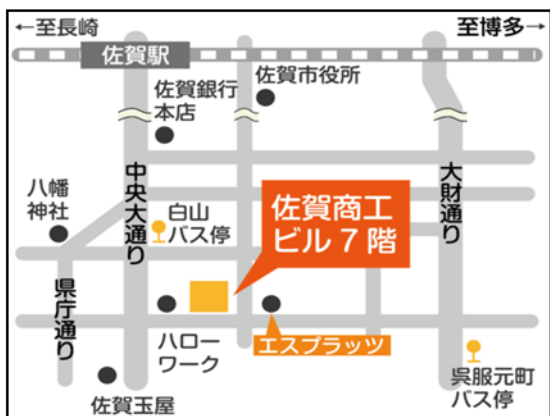 ←至長崎
至博多→
佐賀駅
佐賀市役所
佐賀銀行
本店
中央大通り
大財通り
八幡
神社
白山
バス停
佐賀商工
ビル7階
県庁通り
ハロー
ワーク
エスプラッツ
呉服元町
バス停
佐賀玉屋